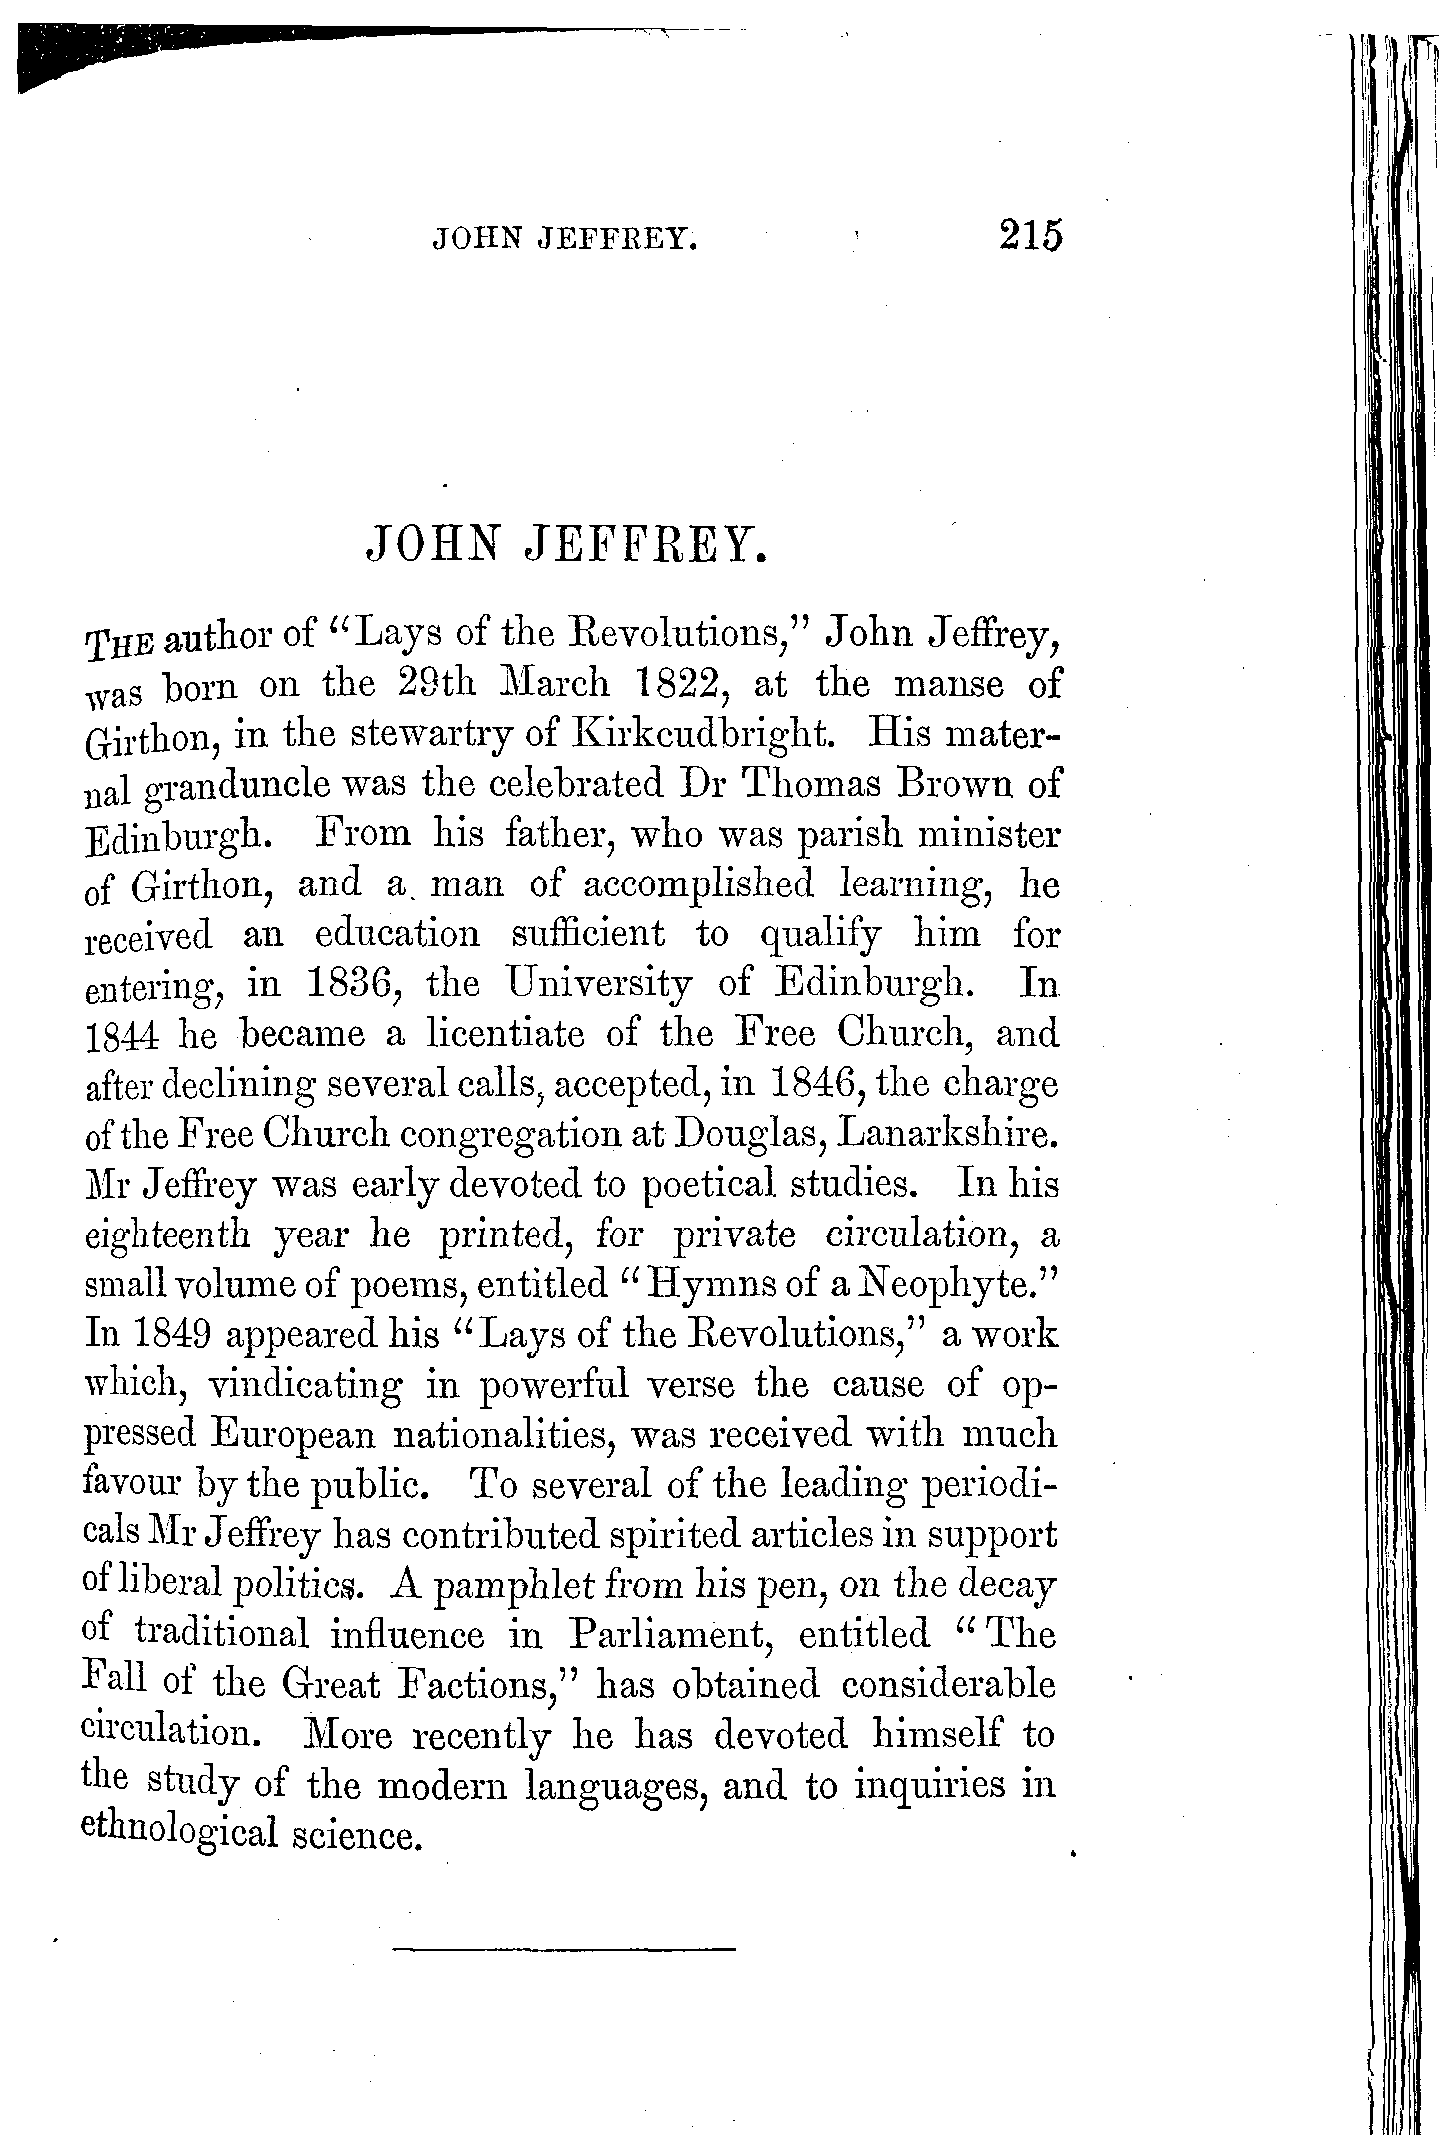 JOHN JEFFREY. 215
JOHN JEFFREY.
THE author of "Lays of the Revolutions," John Jeffrey,
was born on the 29th March 1822, at the manse of
Girthon, in the stewartry of Kirkcudbright. His mater-
nal granduncle was the celebrated Dr Thomas Brown of
Edinburgh. From his father, who was parish minister
of Girthon, and a man of accomplished learning, he
received an education sufficient to qualify him for
entering, in 1836, the University of Edinburgh. In
1844 he became a licentiate of the Free Church, and
after declining several calls, accepted, in 1846, the charge
of the Free Church congregation at Douglas, Lanarkshire.
Mr Jeffrey was early devoted to poetical studies. In his
eighteenth year he printed, for private circulation, a
small volume of poems, entitled "Hymns of a Neophyte."
In 1849 appeared his "Lays of the Revolutions," a work
which, vindicating in powerful verse the cause of op-
pressed European nationalities, was received with much
favour by the public. To several of the leading periodi-
cals Mr Jeffrey has contributed spirited articles in support
of liberal politics. A pamphlet from his pen, on the decay
of traditional influence in Parliament, entitled "The
Fall of the Great Factions," has obtained considerable
circulation. More recently he has devoted himself to
the study of the modern languages, and to inquiries in
ethnological science.